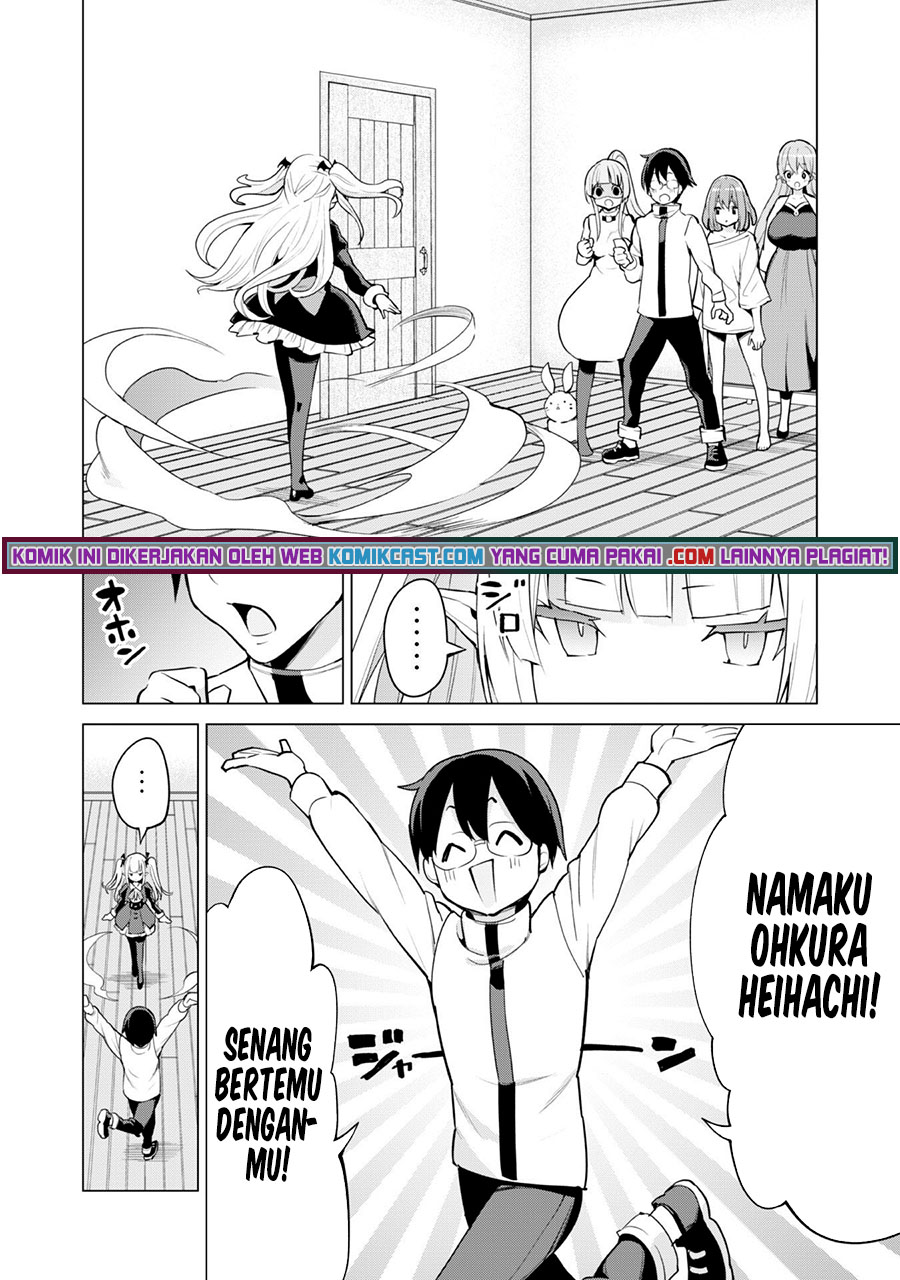 KOMIK INI DIKERJAKAN OLEH WEB KOMIKCAST.COM YANG CUMA PAKAI .COM LAINNYA PLAGIAT!
ジロ
・・・・・
オホン
NAMAKU
OHKURA
HEIHACHI!
ジャーン
SENANG
BERTEMU
DENGAN-
MU!
・・・